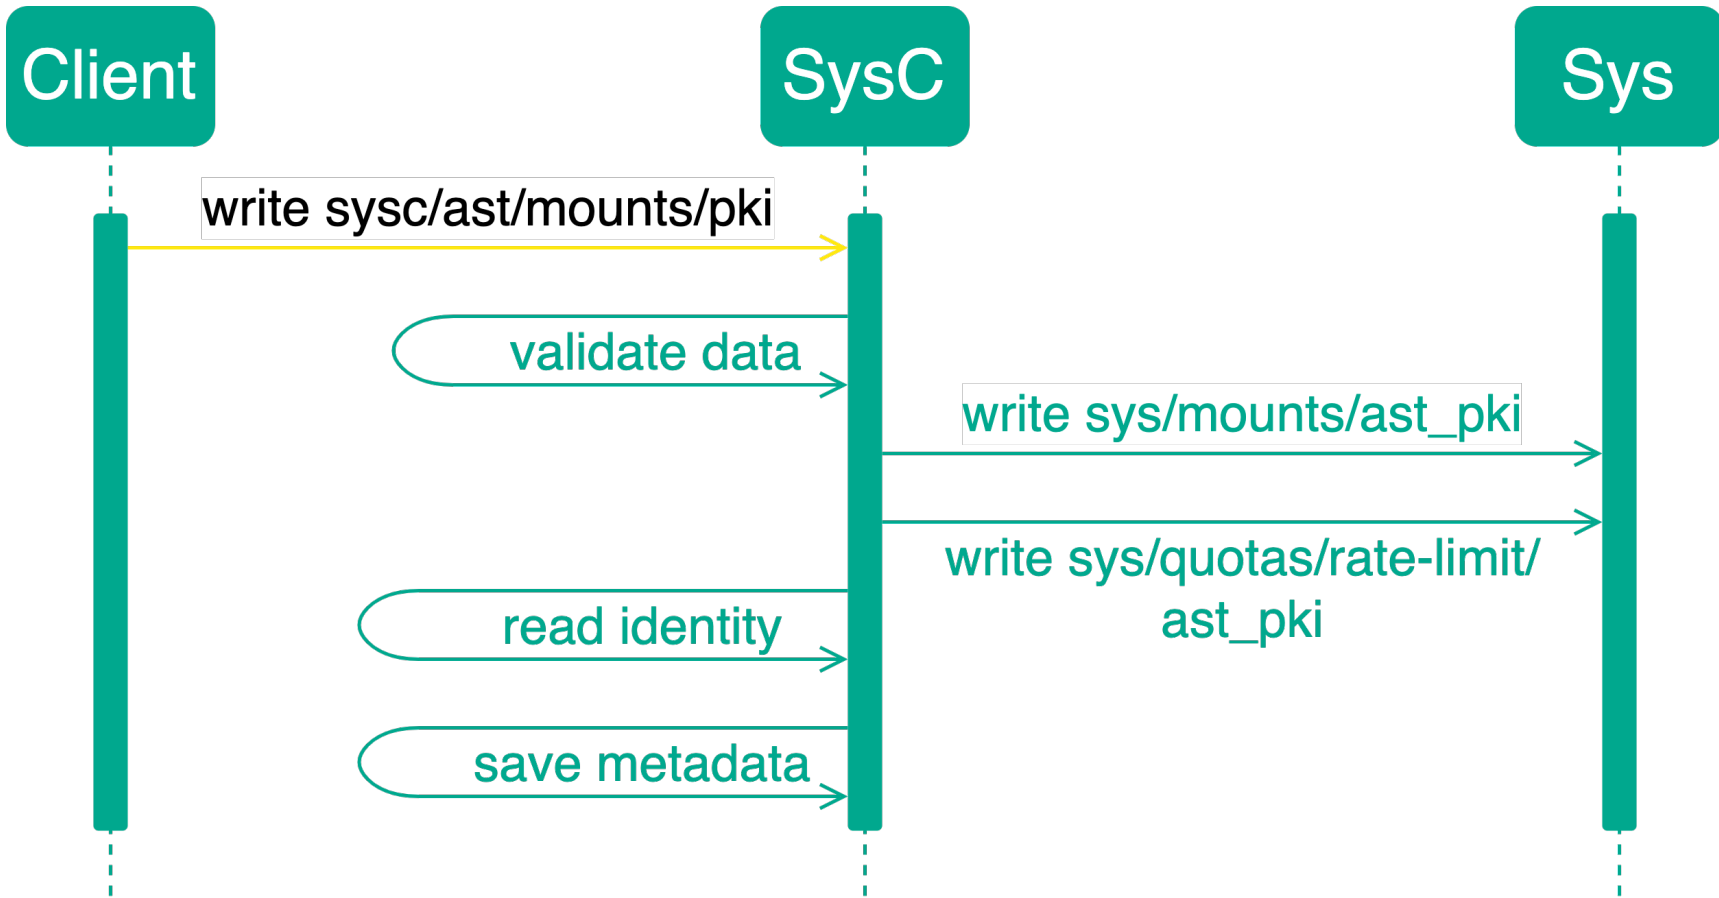 Client
SysC
Sys
write sysc/ast/mounts/pki
validate data
write sys/mounts/ast_pki
write sys/quotas/rate-limit/
ast_pki
read identity
save metadata